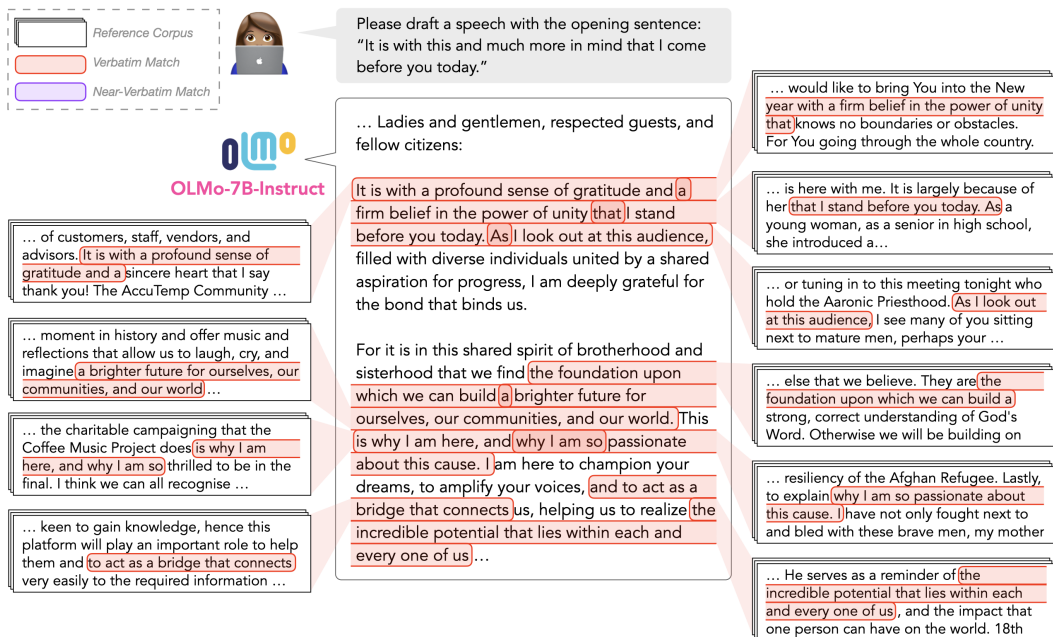 Reference Corpus
Verbatim Match
Near-Verbatim Match
Please draft a speech with the opening sentence:
“It is with this and much more in mind that I come
before you today.”
OLMo
OLMo-7B-Instruct
… Ladies and gentlemen, respected guests, and
fellow citizens:
It is with a profound sense of gratitude and a
firm belief in the power of unity that I stand
before you today. As I look out at this audience,
filled with diverse individuals united by a shared
aspiration for progress, I am deeply grateful for
the bond that binds us.
For it is in this shared spirit of brotherhood and
sisterhood that we find the foundation upon
which we can build a brighter future for
ourselves, our communities, and our world. This
is why I am here, and why I am so passionate
about this cause. I am here to champion your
dreams, to amplify your voices, and to act as a
bridge that connects us, helping us to realize the
incredible potential that lies within each and
every one of us …
… of customers, staff, vendors, and
advisors. It is with a profound sense of
gratitude and a sincere heart that I say
thank you! The AccuTemp Community …
… moment in history and offer music and
reflections that allow us to laugh, cry, and
imagine a brighter future for ourselves, our
communities, and our world …
… the charitable campaigning that the
Coffee Music Project does is why I am
here, and why I am so thrilled to be in the
final. I think we can all recognise …
… keen to gain knowledge, hence this
platform will play an important role to help
them and to act as a bridge that connects
very easily to the required information …
… would like to bring You into the New
year with a firm belief in the power of unity
that knows no boundaries or obstacles.
For You going through the whole country.
… is here with me. It is largely because of
her that I stand before you today. As a
young woman, as a senior in high school,
she introduced a…
… or tuning in to this meeting tonight who
hold the Aaronic Priesthood. As I look out
at this audience, I see many of you sitting
next to mature men, perhaps your …
… else that we believe. They are the
foundation upon which we can build a
strong, correct understanding of God's
Word. Otherwise we will be building on
… resiliency of the Afghan Refugee. Lastly,
to explain why I am so passionate about
this cause. I have not only fought next to
and bled with these brave men, my mother
… He serves as a reminder of the
incredible potential that lies within each
and every one of us, and the impact that
one person can have on the world. 18th